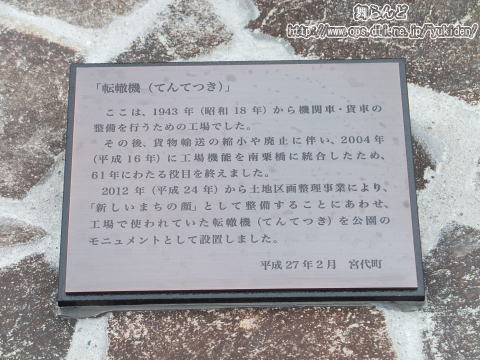 舞らんど
http://www.ops.dti.ne.jp/yukiden/
「転轍機（てんてつき）」
ここは、1943年（昭和18年）から機関車・貨車の
整備を行うための工場でした。
その後、貨物輸送の縮小や廃止に伴い、2004年
（平成16年）に工場機能を南栗橋に統合したため、
61年にわたる役目を終えました。
2012年（平成24年）から土地区画整理事業により、
「新しいまちの顔」として整備することにあわせ、
工場で使われていた転轍機（てんてつき）を公園の
モニュメントとして設置しました。
平成27年2月　宮代町